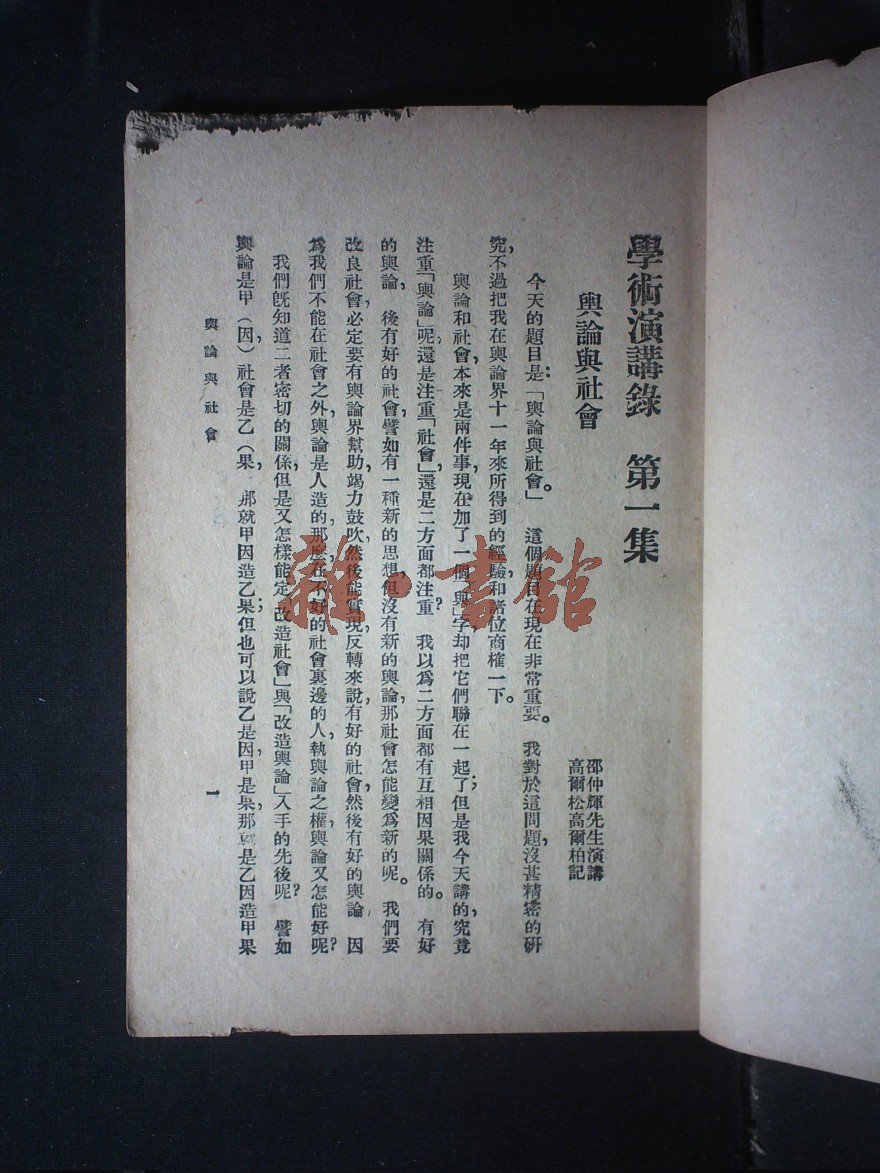 學術演講錄 第一集
輿論與社會
邵仲輝先生演講
高爾松高爾柏記
今天的題目是：「輿論與社會。」 這個題目在現在非常重要。 我對於這問題，沒甚精密的研
究，不過把我在輿論界十一年來所得到的經驗，和諸位商榷一下。
輿論和社會，本來是兩件事，現在加了一個「與」字，却把它們聯在一起了；但是我今天講的，究竟
注重「輿論」呢，還是注重「社會」，還是二方面都注重？ 我以爲二方面都有互相因果關係的。 有好
的輿論， 後有好的社會，譬如有一種新的思想，但沒有新的輿論，那社會怎能變爲新的呢。 我們要
改良社會，必定要有輿論界幫助，竭力鼓吹，然後能實現，反轉來說，有好的社會，然後有好的輿論， 因
爲我們不能在社會之外，輿論是人造的，那麼在不好的社會裏邊的人，執輿論之權，輿論又怎能好呢？
我們旣知道二者密切的關係，但是又怎樣能定「改造社會」與「改造輿論」入手的先後呢？ 譬如
輿論是甲（因），社會是乙（果， 那就甲因造乙果；但也可以說乙是因，甲是果，那就是乙因造甲果
輿論與社會
一
雜·書館